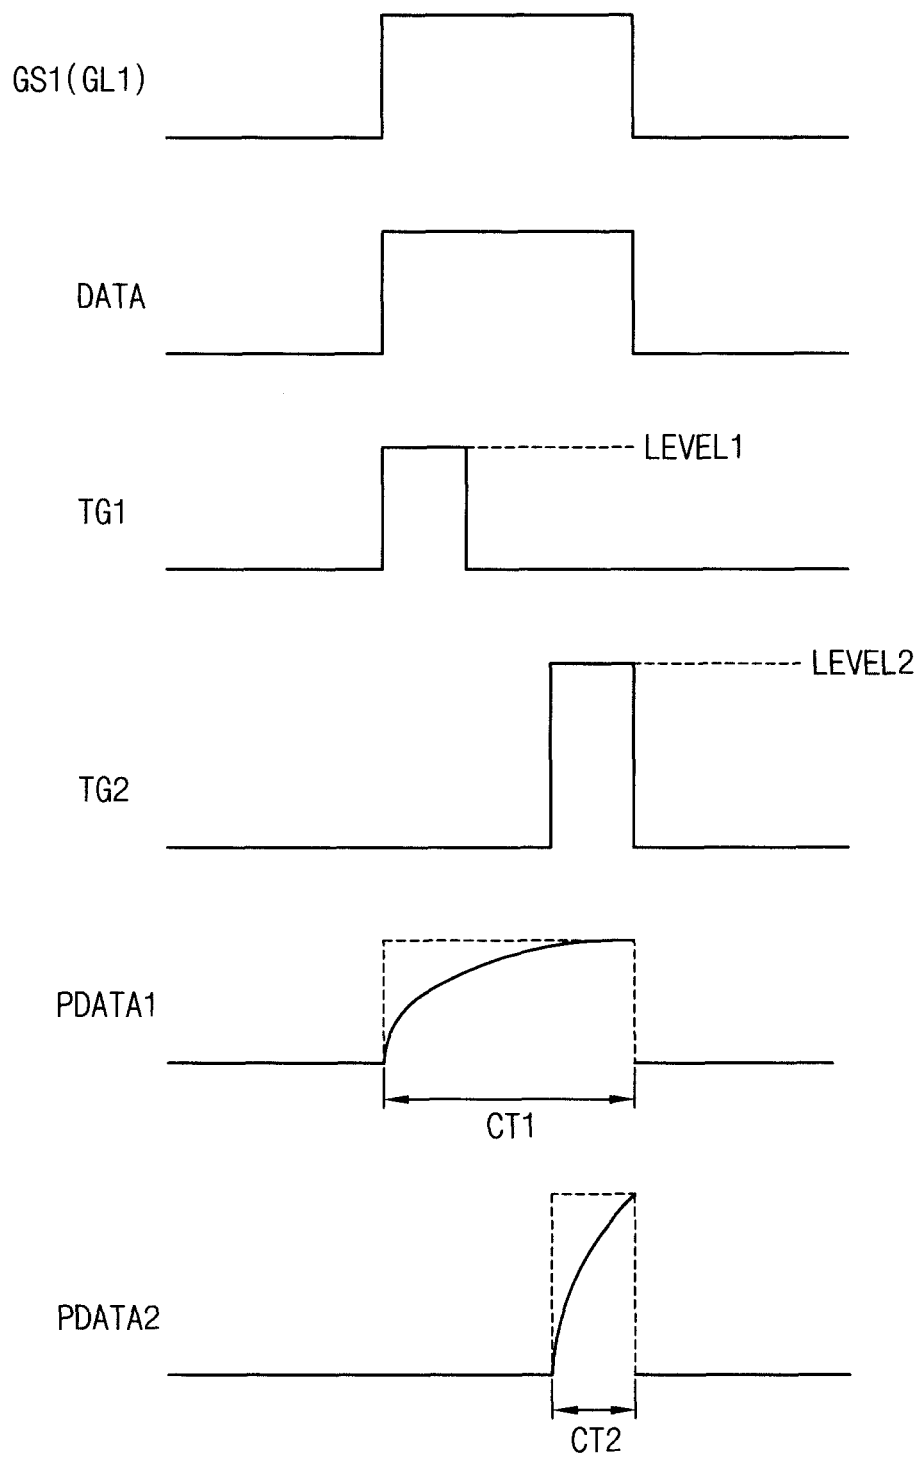 GS1(GL1)
DATA
LEVEL1
TG1
LEVEL2
TG2
PDATA1
CT1
PDATA2
CT2